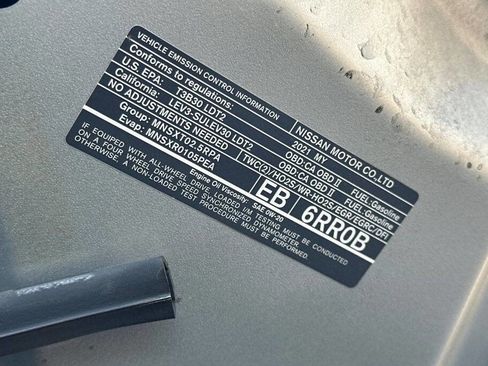 VEHICLE EMISSION CONTROL INFORMATION NISSAN MOTOR CO.,LTD
Conforms to regulations: 2021 MY
U.S. EPA: T3B30 LDT2 OBD:CA OBD II FUEL:Gasoline
California: LEV3-SULEV30 LDT2 OBD:CA OBD II FUEL:Gasoline
NO ADJUSTMENTS NEEDED TWC(2)/HO2S/WR-HO2S/EGR/EGRC/DFI
Group: MNSXT02.5RPA
Evap: MNSXR0105PEA
EB 6RR0B
Engine Oil Viscosity: SAE 0W-20
IF EQUIPPED WITH ALL-WHEEL DRIVE, LOADED I/M TESTING MUST BE CONDUCTED
ON ALL-WHEEL DRIVE SPEED SYNCHRONIZED DYNAMOMETER
OTHERWISE TEST PROCEDURE MUST BE PERFORMED.